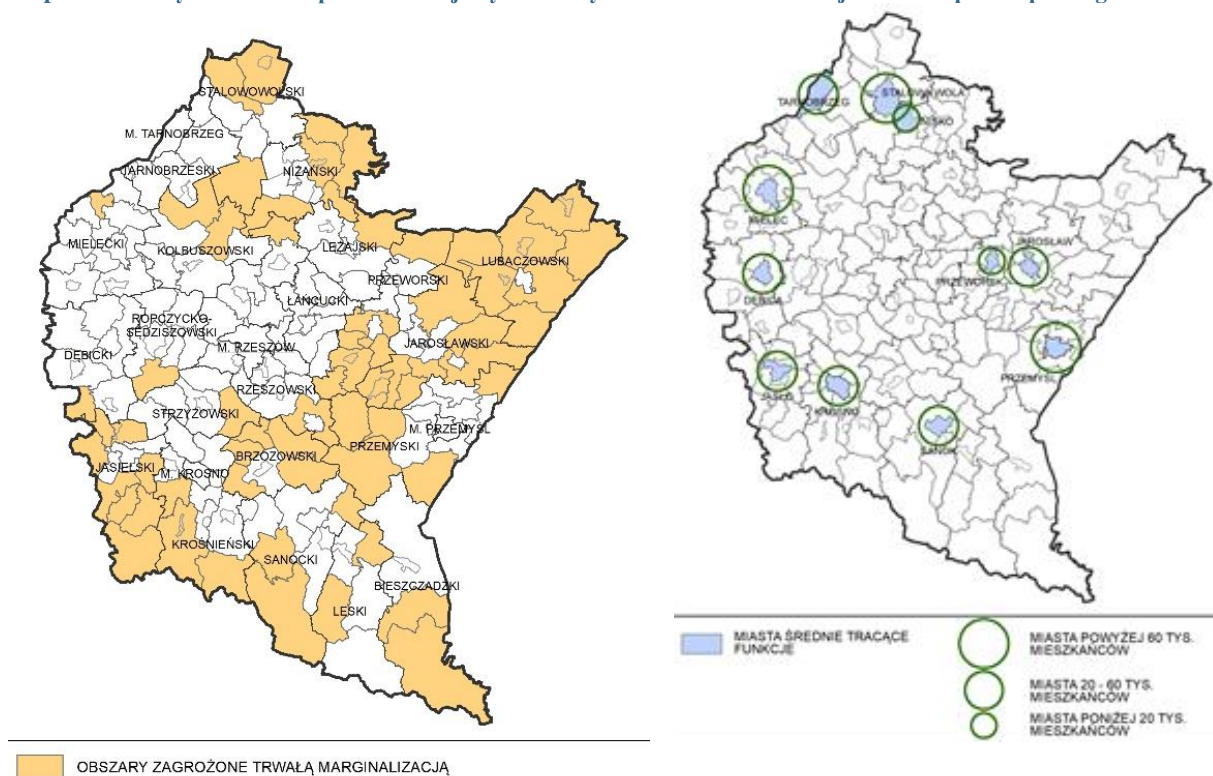 STALOWOWOLSKI
M. TARNOBRZEG
TARNOBRZESKI
NIŻAŃSKI
MIELECKI
KOLBUSZOWSKI
LEŻAJSKI
LUBACZOWSKI
PRZEWORSKI
ŁAŃCUCKI
ROPCZYCKO-
SĘDZISZOWSKI
JAROSŁAWSKI
DĘBICKI
M. RZESZÓW
RZESZOWSKI
STRZYŻOWSKI
M. PRZEMYŚL
PRZEMYSKI
BRZOZOWSKI
JASIELSKI
M. KROSNO
KROŚNIEŃSKI
SANOCKI
BIESZCZADZKI
LESKI
OBSZARY ZAGROŻONE TRWAŁĄ MARGINALIZACJĄ
TARNOBRZEG
STALOWA WOLA
NISKO
MIELEC
JAROSŁAW
PRZEWORSK
DĘBICA
PRZEMYŚL
JASŁO
KROSNO
SANOK
MIASTA ŚREDNIE TRACĄCE
FUNKCJE
MIASTA POWYŻEJ 60 TYS.
MIESZKAŃCÓW
MIASTA 20 - 60 TYS.
MIESZKAŃCÓW
MIASTA PONIŻEJ 20 TYS.
MIESZKAŃCÓW